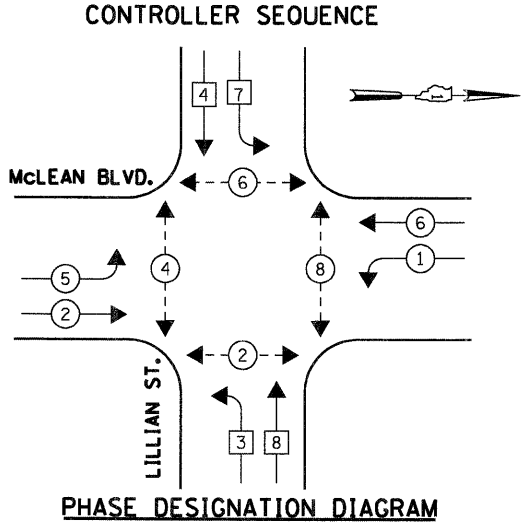 CONTROLLER SEQUENCE
4 7
McLEAN BLVD.
6
6
5 4 8 1
2
2
LILLIAN ST.
3 8
PHASE DESIGNATION DIAGRAM